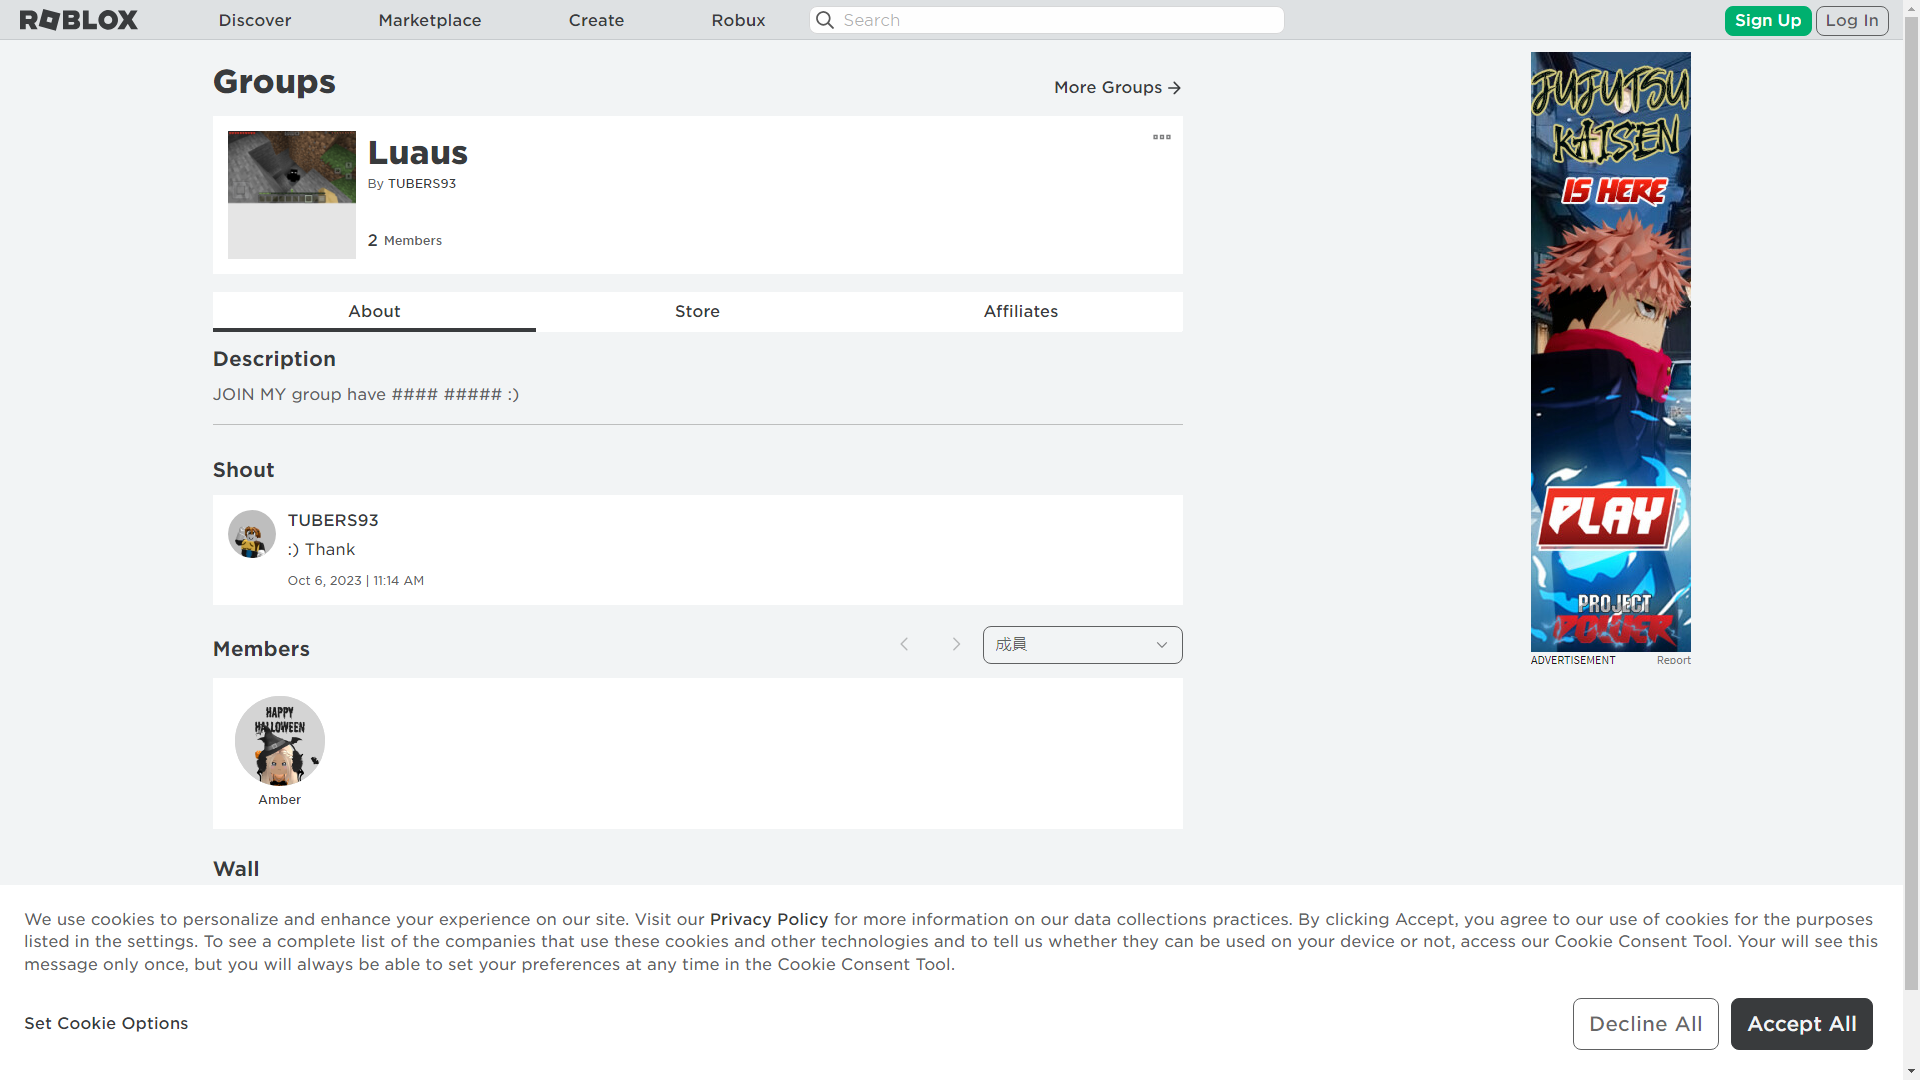 ROBLOX
Discover
Marketplace
Create
Robux
Search
Sign Up
Log In
Groups
More Groups
Luaus
By TUBERS93
2 Members
About
Store
Affiliates
Description
JOIN MY group have #### ##### :)
Shout
TUBERS93
:) Thank
Oct 6, 2023 | 11:14 AM
Members
成員
HAPPY
HALLOWEEN
Amber
Wall
JUJUTSU
KAISEN
IS HERE
PLAY
PROJECT
POWER
ADVERTISEMENT
Report
We use cookies to personalize and enhance your experience on our site. Visit our Privacy Policy for more information on our data collections practices. By clicking Accept, you agree to our use of cookies for the purposes
listed in the settings. To see a complete list of the companies that use these cookies and other technologies and to tell us whether they can be used on your device or not, access our Cookie Consent Tool. Your will see this
message only once, but you will always be able to set your preferences at any time in the Cookie Consent Tool.
Set Cookie Options
Decline All
Accept All